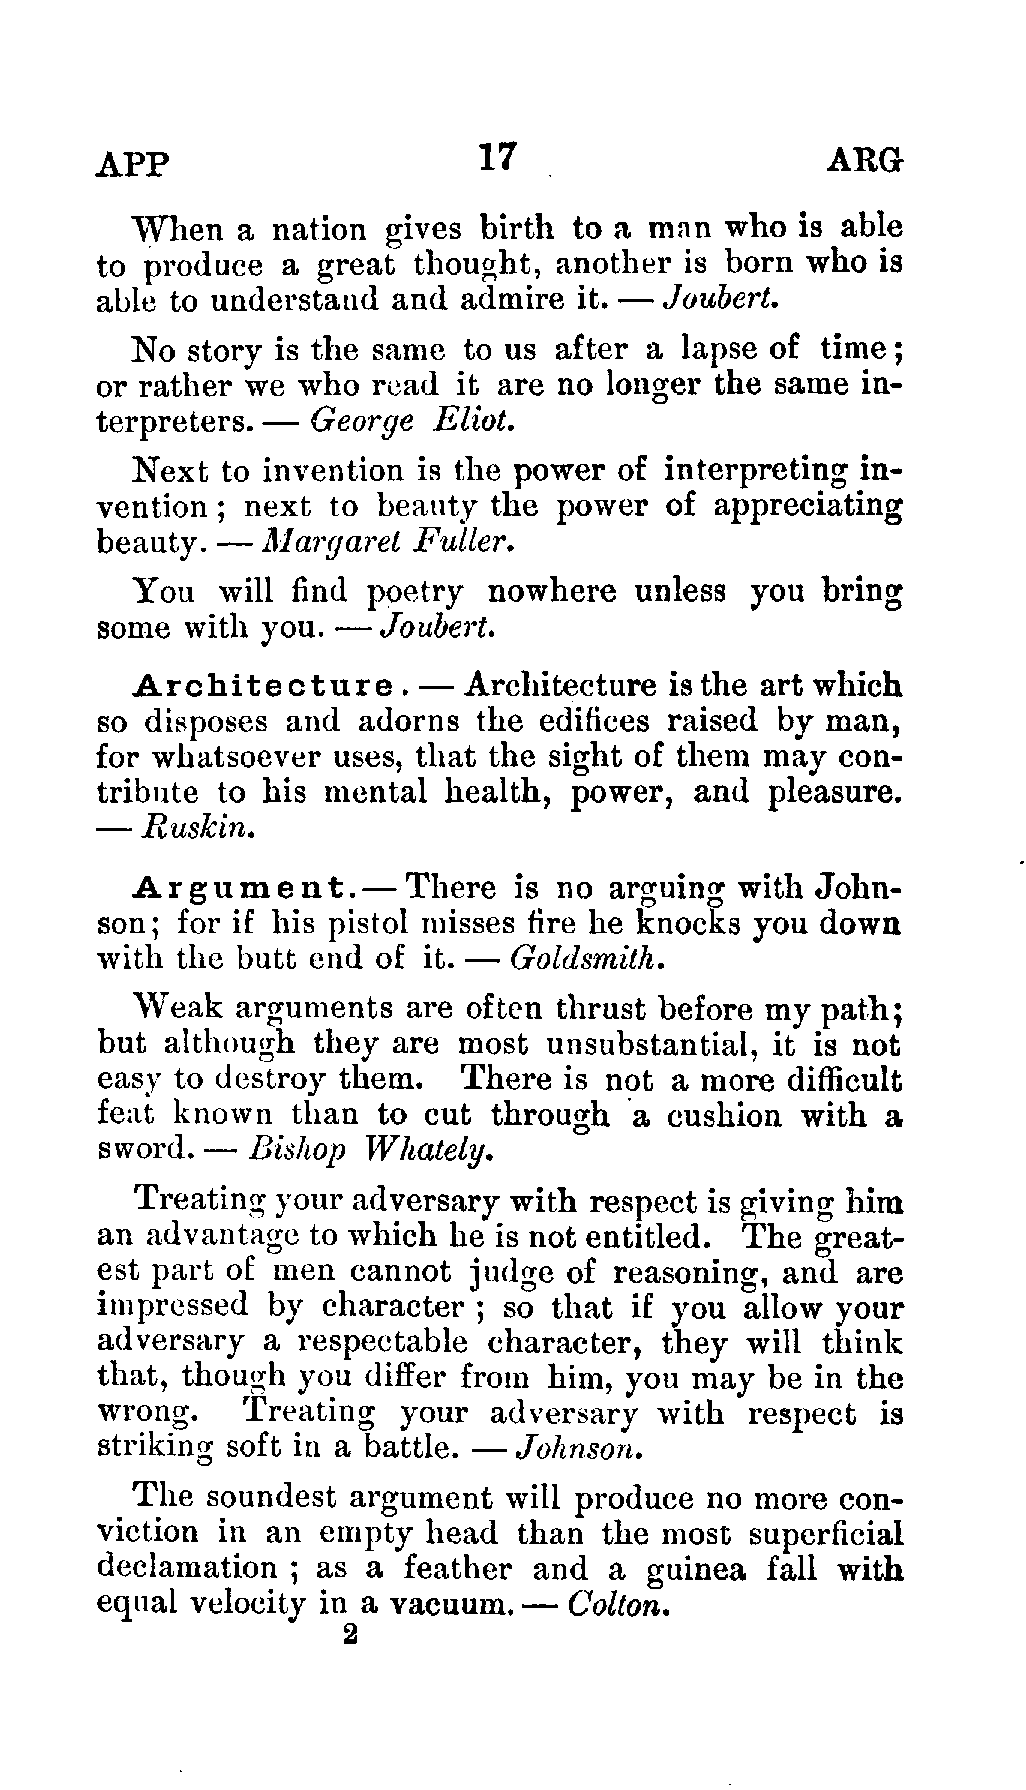 APP 17 ARG
When a nation gives birth to a man who is able
to produce a great thought, another is born who is
able to understand and admire it. — Joubert.
No story is the same to us after a lapse of time;
or rather we who read it are no longer the same in-
terpreters. — George Eliot.
Next to invention is the power of interpreting in-
vention; next to beauty the power of appreciating
beauty. — Margaret Fuller.
You will find poetry nowhere unless you bring
some with you. — Joubert.
Architecture. — Architecture is the art which
so disposes and adorns the edifices raised by man,
for whatsoever uses, that the sight of them may con-
tribute to his mental health, power, and pleasure.
— Ruskin.
Argument. — There is no arguing with John-
son; for if his pistol misses fire he knocks you down
with the butt end of it. — Goldsmith.
Weak arguments are often thrust before my path;
but although they are most unsubstantial, it is not
easy to destroy them. There is not a more difficult
feat known than to cut through a cushion with a
sword. — Bishop Whately.
Treating your adversary with respect is giving him
an advantage to which he is not entitled. The great-
est part of men cannot judge of reasoning, and are
impressed by character; so that if you allow your
adversary a respectable character, they will think
that, though you differ from him, you may be in the
wrong. Treating your adversary with respect is
striking soft in a battle. — Johnson.
The soundest argument will produce no more con-
viction in an empty head than the most superficial
declamation; as a feather and a guinea fall with
equal velocity in a vacuum. — Colton.
2